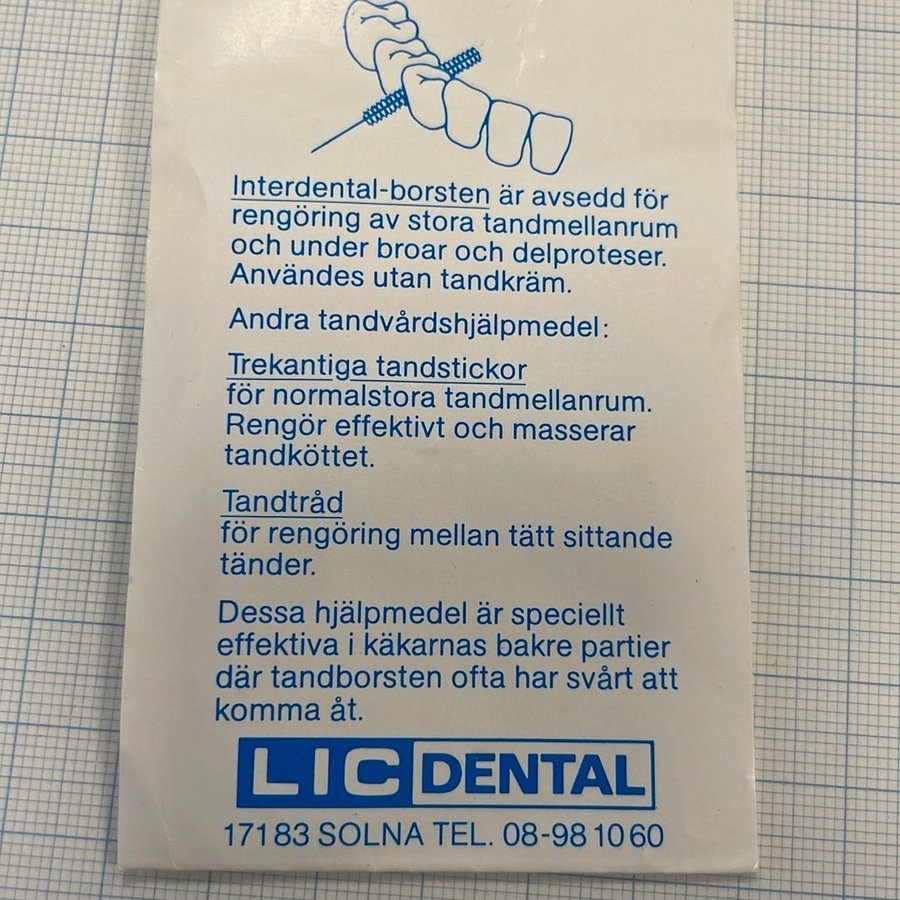 Interdental-borsten är avsedd för
rengöring av stora tandmellanrum
och under broar och delproteser.
Användes utan tandkräm.
Andra tandvårdshjälpmedel:
Trekantiga tandstickor
för normalstora tandmellanrum.
Rengör effektivt och masserar
tandköttet.
Tandtråd
för rengöring mellan tätt sittande
tänder.
Dessa hjälpmedel är speciellt
effektiva i käkarnas bakre partier
där tandborsten ofta har svårt att
komma åt.
LIC DENTAL
171 83 SOLNA TEL. 08-98 10 60